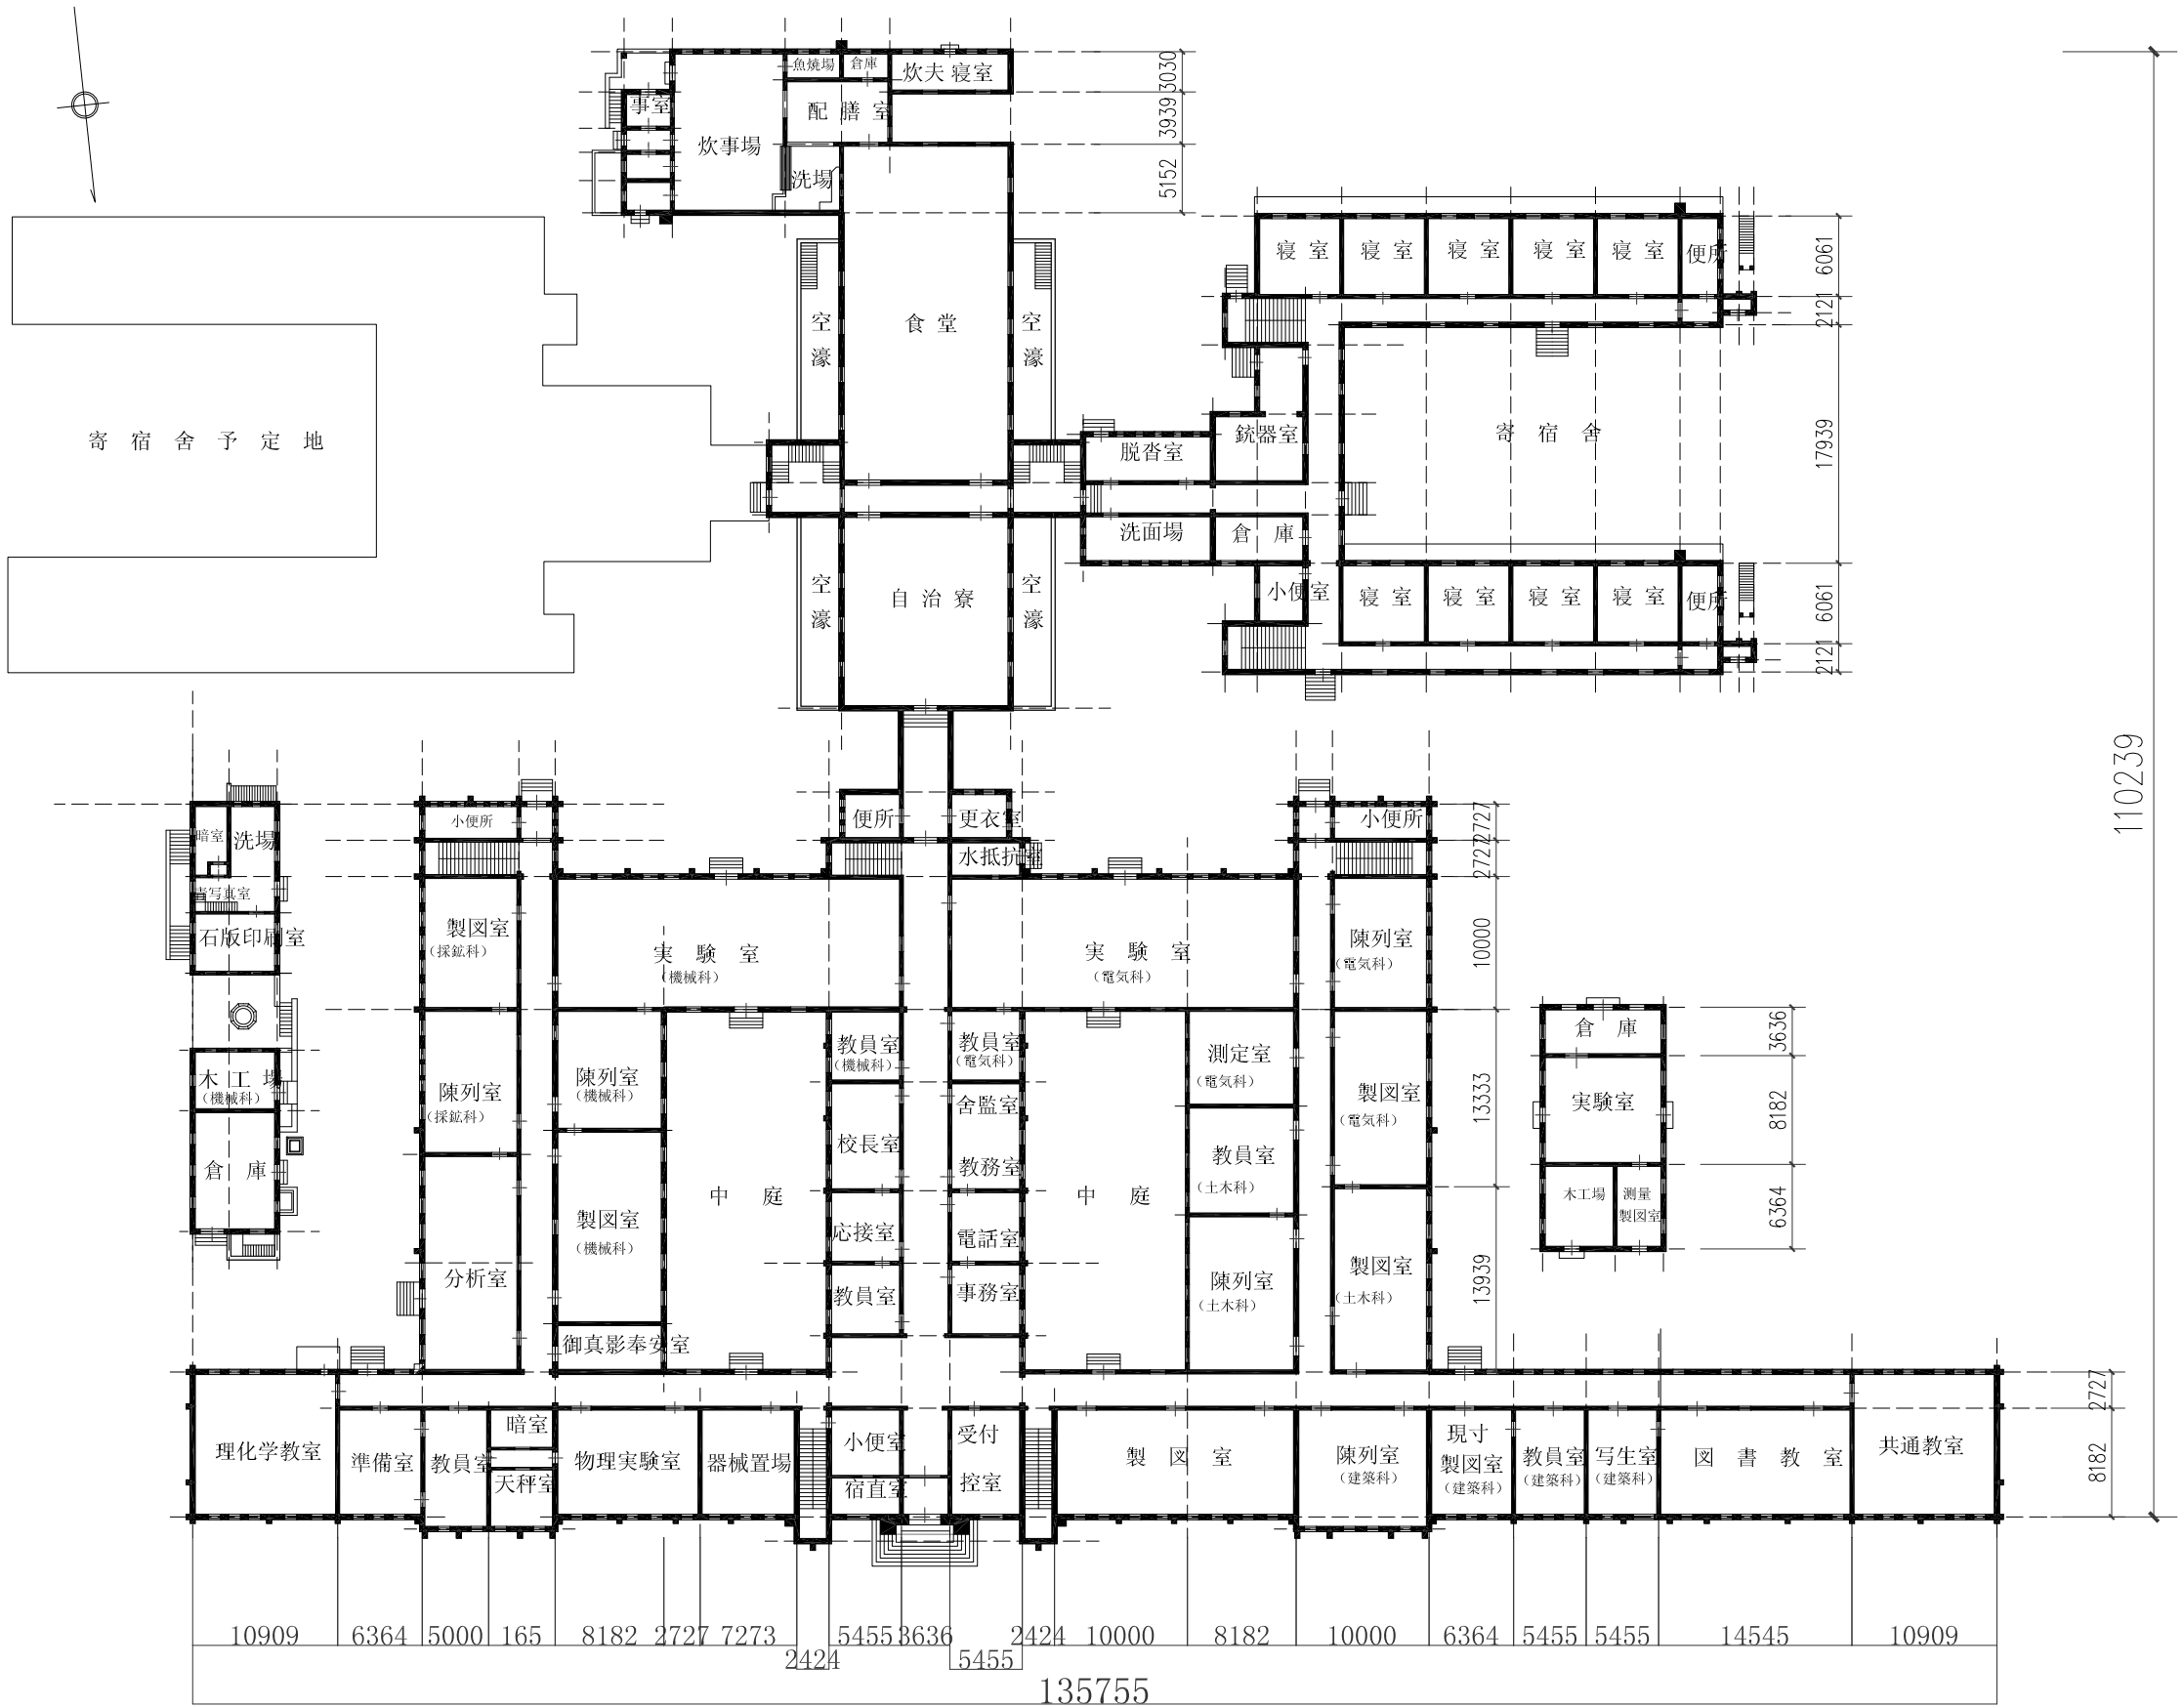 魚焼場
倉庫
炊夫 寝室
事室
配 膳 室
炊事場
洗場
3030
3939
5152
寝 室
寝 室
寝 室
寝 室
寝 室
便所
6061
2121
空濠
食 堂
空濠
寄 宿 舎 予 定 地
脱沓室
銃器室
寄 宿 舎
17939
洗面場
倉 庫
空濠
自 治 寮
空濠
小便室
寝 室
寝 室
寝 室
寝 室
便所
6061
2121
110239
暗室
洗場
小便所
便所
更衣室
小便所
2727
水抵抗室
2727
写真室
石版印刷室
製図室
(採鉱科)
実 験 室
(機械科)
実 験 室
(電気科)
陳列室
(電気科)
10000
木 工 場
(機械科)
陳列室
(採鉱科)
陳列室
(機械科)
教員室
(機械科)
教員室
(電気科)
測定室
(電気科)
製図室
(電気科)
13333
倉 庫
3636
実験室
8182
木工場
測量
製図室
6364
倉 庫
校長室
舎監室
教務室
教員室
(土木科)
製図室
(機械科)
中 庭
中 庭
応接室
電話室
分析室
教員室
事務室
陳列室
(土木科)
製図室
(土木科)
13939
御真影奉安室
2727
理化学教室
準備室
教員室
暗室
天秤室
物理実験室
器械置場
小便室
宿直室
受付
控室
製 図 室
陳列室
(建築科)
現寸
製図室
(建築科)
教員室
(建築科)
写生室
(建築科)
図 書 教 室
共通教室
8182
10909
6364
5000
165
8182
2727
7273
5455
3636
2424
10000
8182
10000
6364
5455
5455
14545
10909
2424
5455
135755